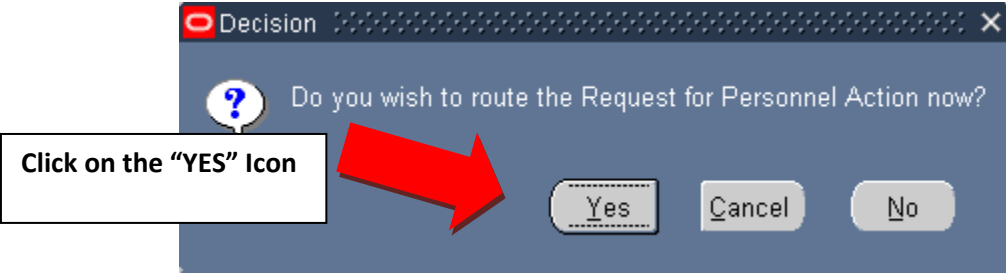 Decision
Do you wish to route the Request for Personnel Action now?
Click on the “YES” Icon
Yes Cancel No